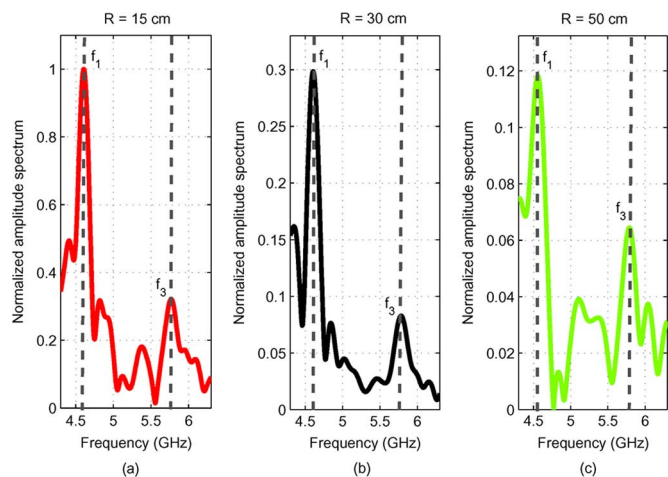 R = 15 cm
f1
f3
1
0.8
0.6
0.4
0.2
0
4.5 5 5.5 6
Normalized amplitude spectrum
Frequency (GHz)
(a)
R = 30 cm
f1
f3
0.3
0.25
0.2
0.15
0.1
0.05
0
4.5 5 5.5 6
Normalized amplitude spectrum
Frequency (GHz)
(b)
R = 50 cm
f1
f3
0.12
0.1
0.08
0.06
0.04
0.02
0
4.5 5 5.5 6
Normalized amplitude spectrum
Frequency (GHz)
(c)